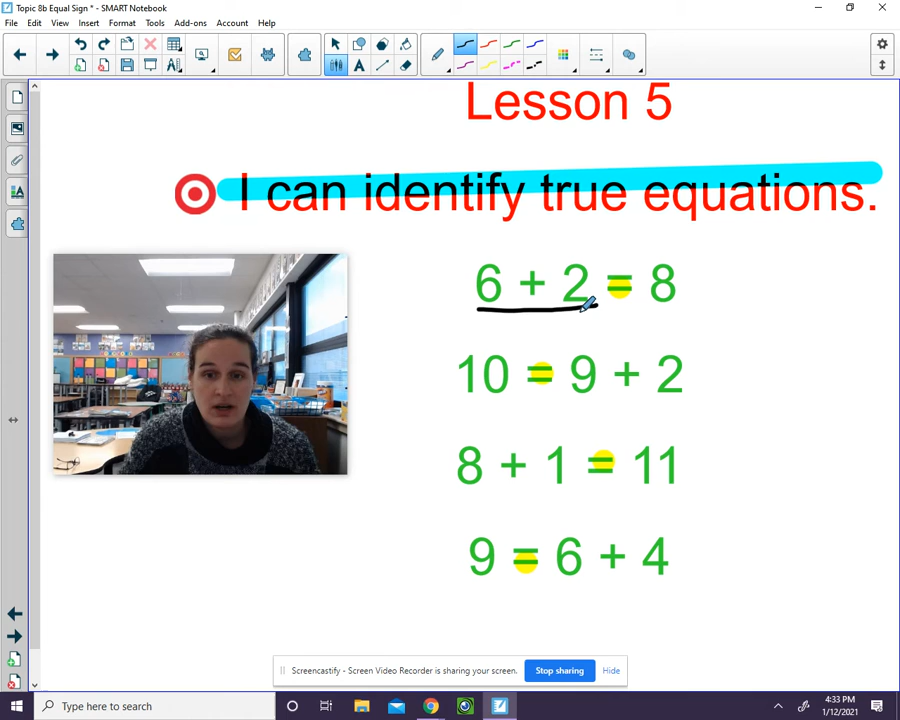 Topic 8b Equal Sign * - SMART Notebook
File Edit View Insert Format Tools Add-ons Account Help
Lesson 5
I can identify true equations.
6 + 2 = 8
10 = 9 + 2
8 + 1 = 11
9 = 6 + 4
Screencastify - Screen Video Recorder is sharing your screen. Stop sharing Hide
Type here to search
4:33 PM
1/12/2021